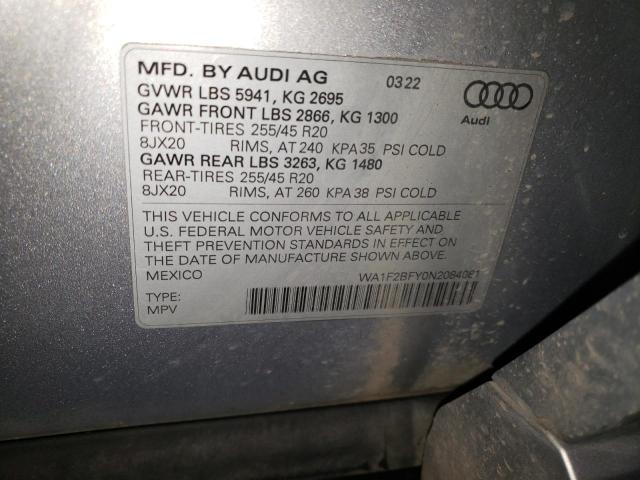 MFD. BY AUDI AG 03 22
GVWR LBS 5941, KG 2695
GAWR FRONT LBS 2866, KG 1300
FRONT-TIRES 255/45 R20
8JX20 RIMS, AT 240 KPA35 PSI COLD
GAWR REAR LBS 3263, KG 1480
REAR-TIRES 255/45 R20
8JX20 RIMS, AT 260 KPA38 PSI COLD
Audi
THIS VEHICLE CONFORMS TO ALL APPLICABLE
U.S. FEDERAL MOTOR VEHICLE SAFETY AND
THEFT PREVENTION STANDARDS IN EFFECT ON
THE DATE OF MANUFACTURE SHOWN ABOVE.
MEXICO WA1F2BFY0N2084081
TYPE:
MPV